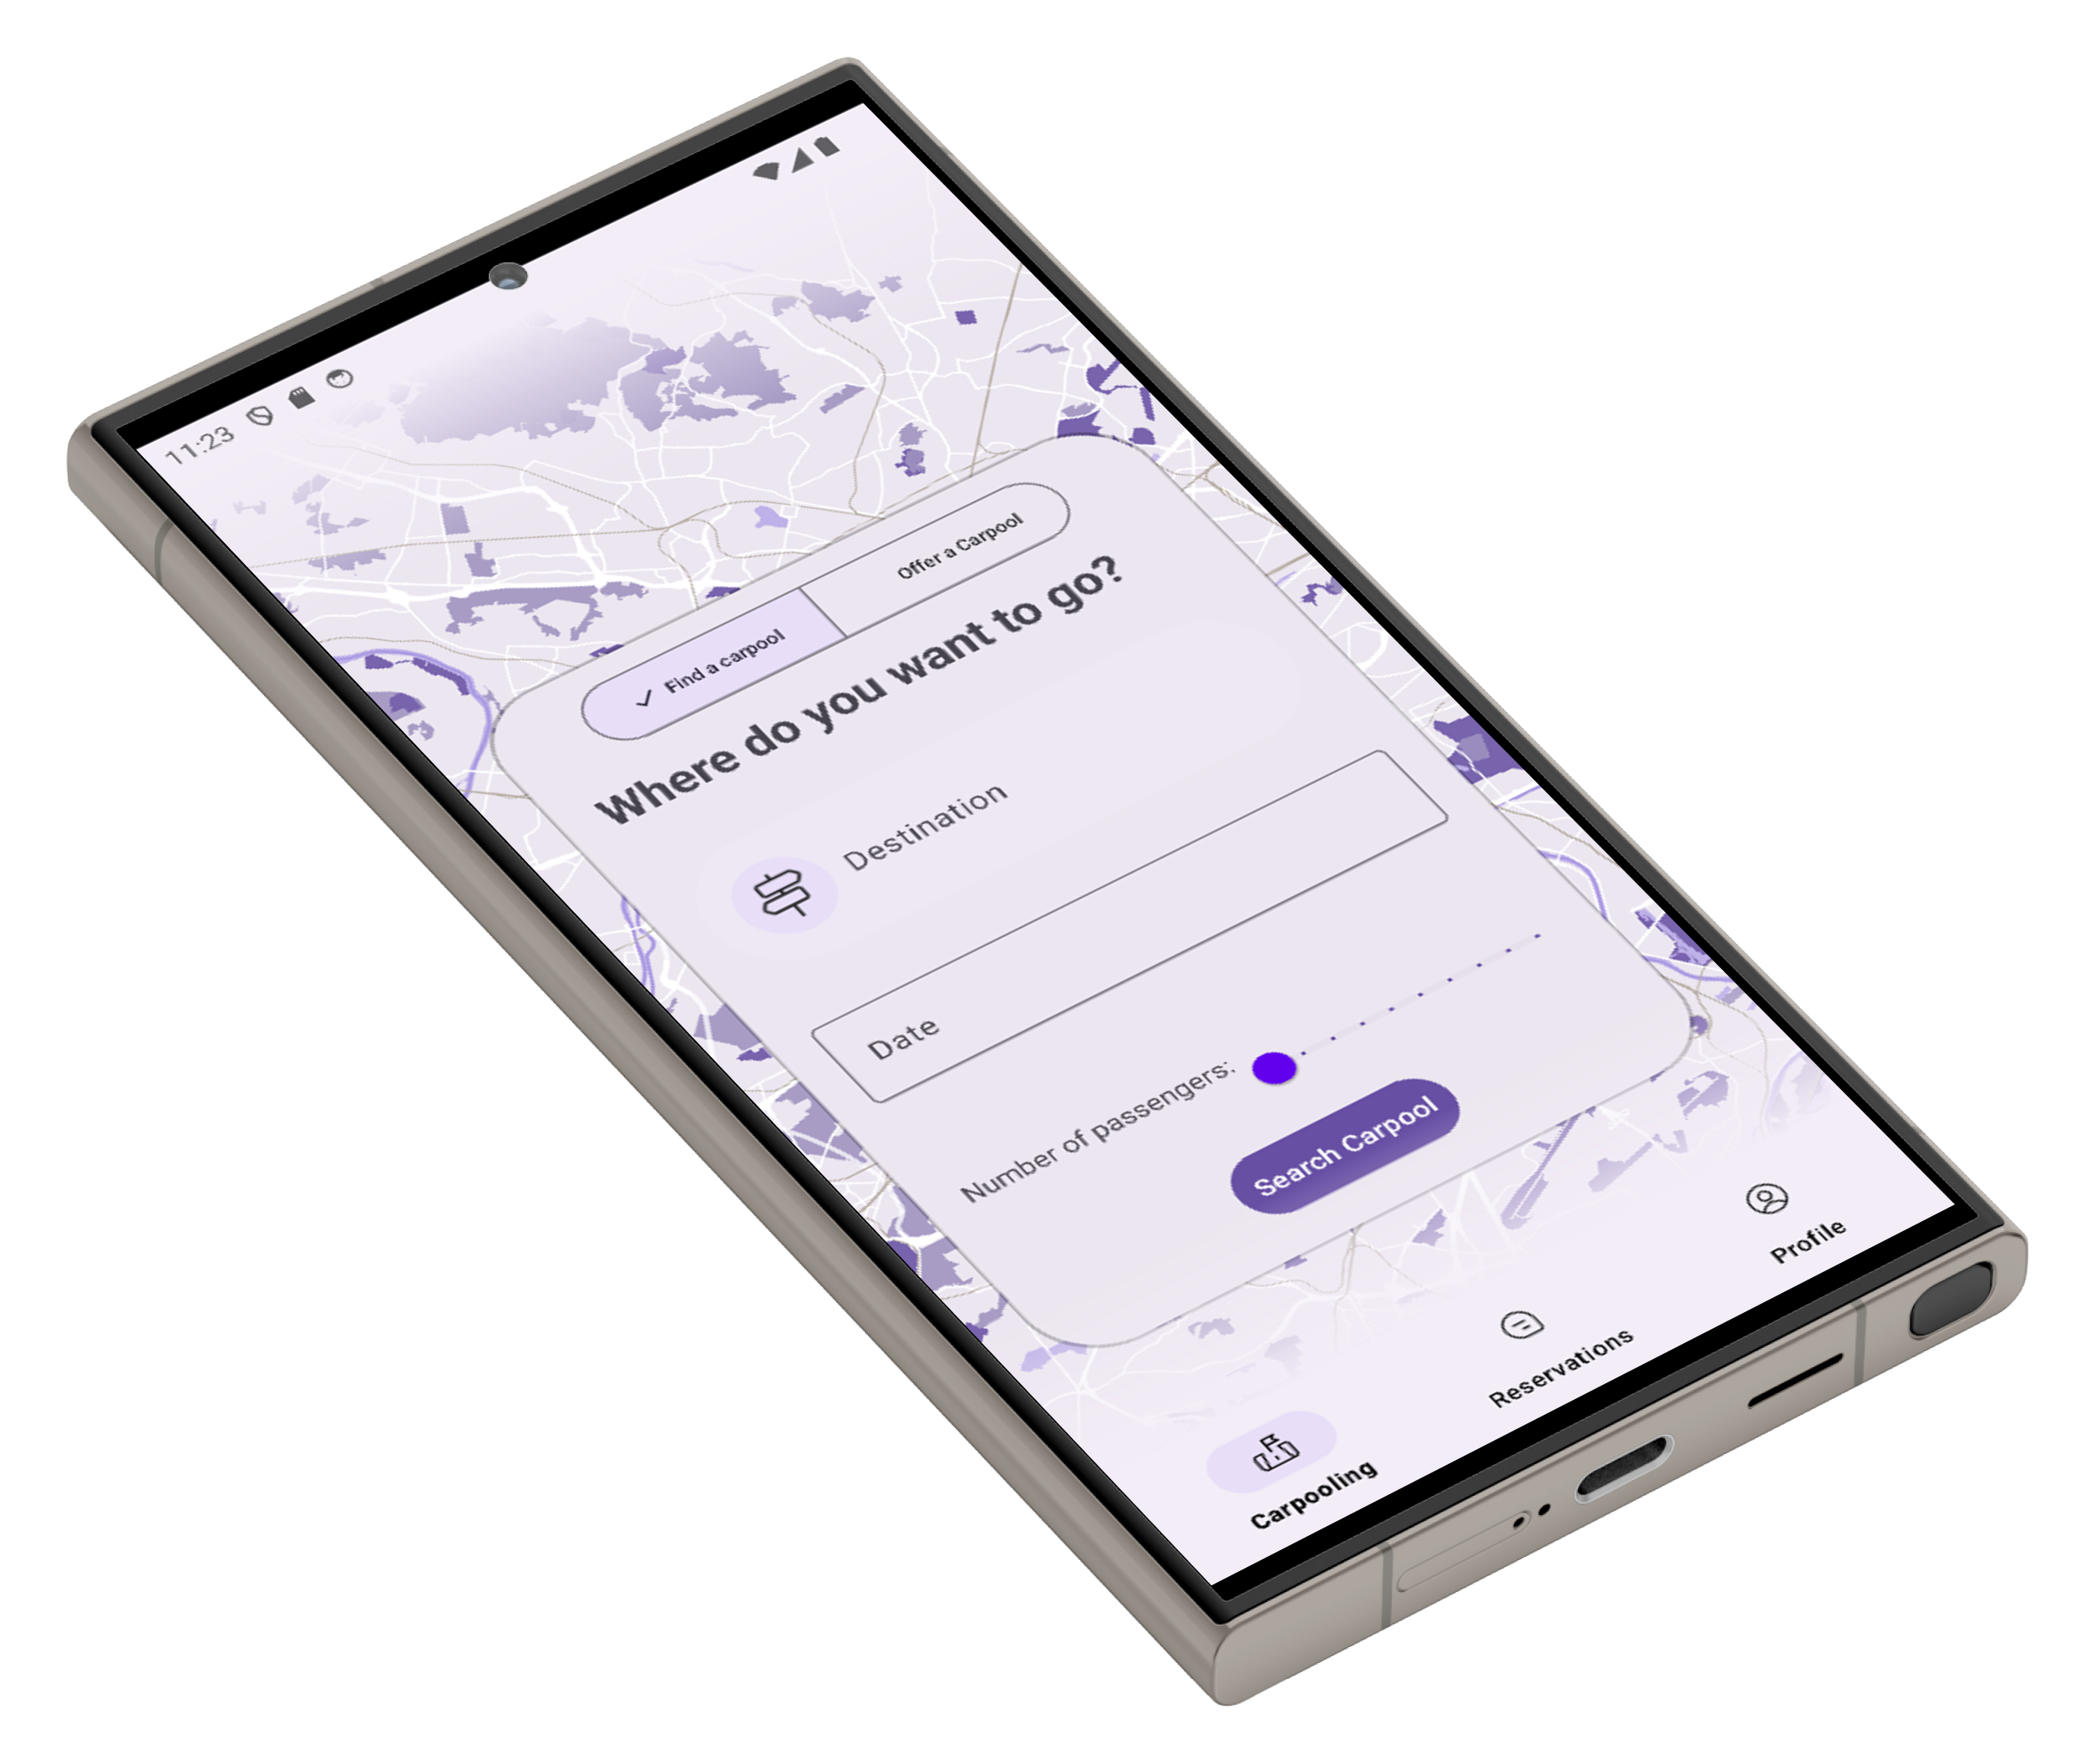 11:23
Find a carpool
Offer a Carpool
Where do you want to go?
Destination
Date
Number of passengers:
Search Carpool
Carpooling
Reservations
Profile